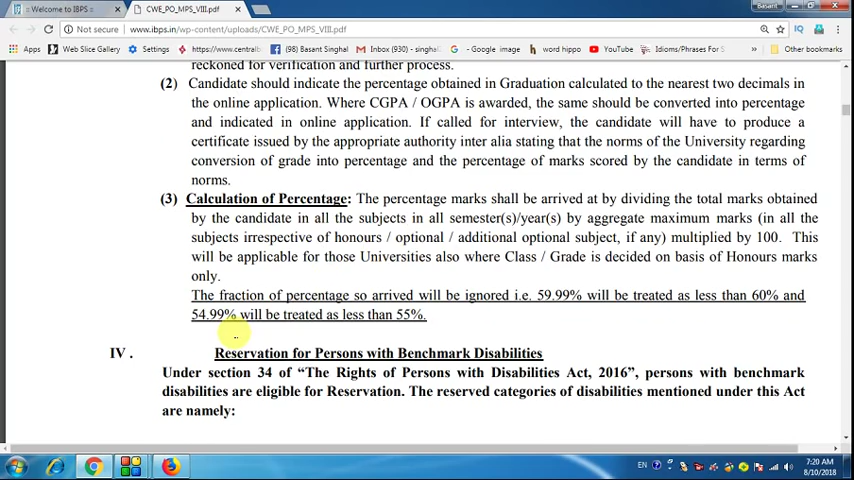 Welcome to IBPS
CWE_PO_MPS_VIII.pdf
Basant
Not secure | www.ibps.in/wp-content/uploads/CWE_PO_MPS_VIII.pdf
Apps Web Slice Gallery Settings https://www.central (98) Basant Singhal Inbox (930) - singhal Google - image word hippo YouTube Idioms/Phrases For S
reckoned for verification and further process.
(2) Candidate should indicate the percentage obtained in Graduation calculated to the nearest two decimals in
the online application. Where CGPA / OGPA is awarded, the same should be converted into percentage
and indicated in online application. If called for interview, the candidate will have to produce a
certificate issued by the appropriate authority inter alia stating that the norms of the University regarding
conversion of grade into percentage and the percentage of marks scored by the candidate in terms of
norms.
(3) Calculation of Percentage: The percentage marks shall be arrived at by dividing the total marks obtained
by the candidate in all the subjects in all semester(s)/year(s) by aggregate maximum marks (in all the
subjects irrespective of honours / optional / additional optional subject, if any) multiplied by 100. This
will be applicable for those Universities also where Class / Grade is decided on basis of Honours marks
only.
The fraction of percentage so arrived will be ignored i.e. 59.99% will be treated as less than 60% and
54.99% will be treated as less than 55%.
IV . Reservation for Persons with Benchmark Disabilities
Under section 34 of “The Rights of Persons with Disabilities Act, 2016”, persons with benchmark
disabilities are eligible for Reservation. The reserved categories of disabilities mentioned under this Act
are namely:
EN
7:20 AM
8/10/2018